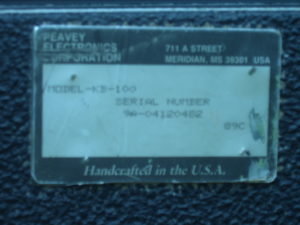 PEAVEY
ELECTRONICS
CORPORATION
711 A STREET
MERIDIAN, MS 39301 USA
MODEL-KB-100
SERIAL NUMBER
9A-04120482
89C
Handcrafted in the U.S.A.